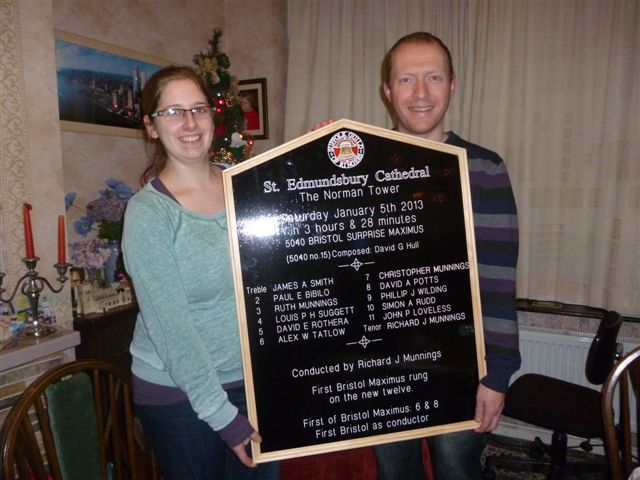 SUFFOLK GUILD
St. Edmundsbury Cathedral
The Norman Tower
Saturday January 5th 2013
in 3 hours & 28 minutes
5040 BRISTOL SURPRISE MAXIMUS
(5040 no.15) Composed: David G Hull
Treble JAMES A SMITH
2 PAUL E BIBILO
3 RUTH MUNNINGS
4 LOUIS P H SUGGETT
5 DAVID E ROTHERA
6 ALEX W TATLOW
7 CHRISTOPHER MUNNINGS
8 DAVID A POTTS
9 PHILLIP J WILDING
10 SIMON A RUDD
11 JOHN P LOVELESS
Tenor RICHARD J MUNNINGS
Conducted by Richard J Munnings
First Bristol Maximus rung
on the new twelve.
First of Bristol Maximus: 6 & 8
First Bristol as conductor